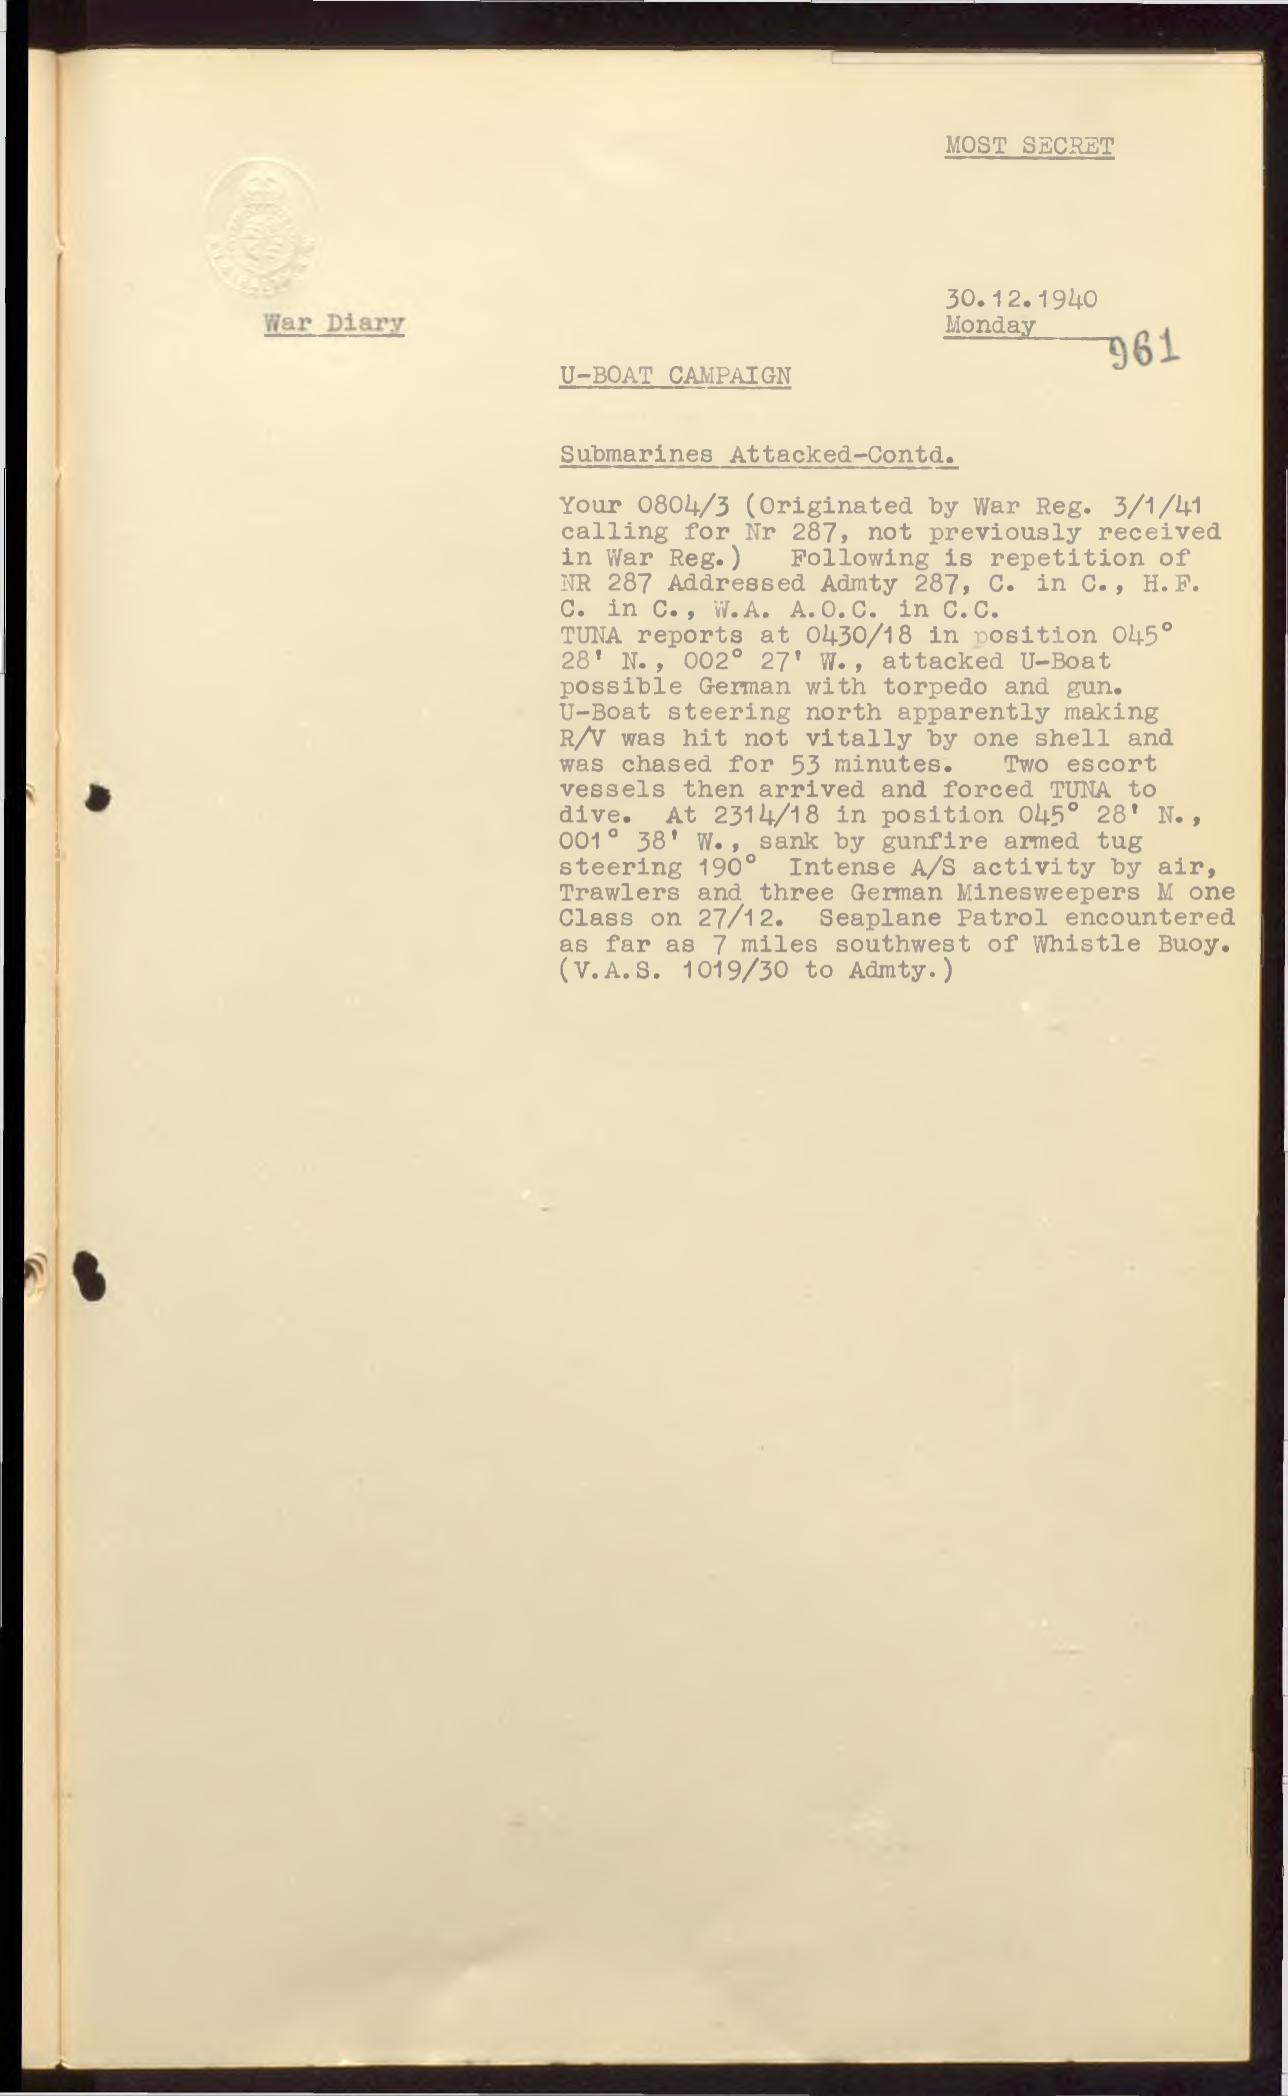 MOST SECRET
30.12.1940
War Diary
Monday
961
U-BOAT CAMPAIGN
Submarines Attacked-Contd.
Your 0804/3 (Originated by War Reg. 3/1/41
calling for Nr 287, not previously received
in War Reg.) Following is repetition of
NR 287 Addressed Admty 287, C. in C., H.F.
C. in C., W.A. A.O.C. in C.C.
TUNA reports at 0430/18 in position 045°
28' N., 002° 27' W., attacked U-Boat
possible German with torpedo and gun.
U-Boat steering north apparently making
R/V was hit not vitally by one shell and
was chased for 53 minutes. Two escort
vessels then arrived and forced TUNA to
dive. At 2314/18 in position 045° 28' N.,
001° 38' W., sank by gunfire armed tug
steering 190° Intense A/S activity by air,
Trawlers and three German Minesweepers M one
Class on 27/12. Seaplane Patrol encountered
as far as 7 miles southwest of Whistle Buoy.
(V.A.S. 1019/30 to Admty.)